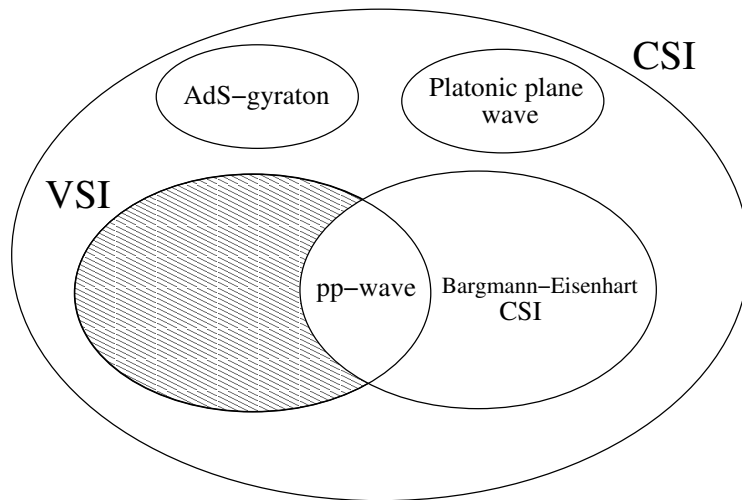 CSI
AdS−gyraton
Platonic plane
wave
VSI
pp−wave
Bargmann−Eisenhart
CSI